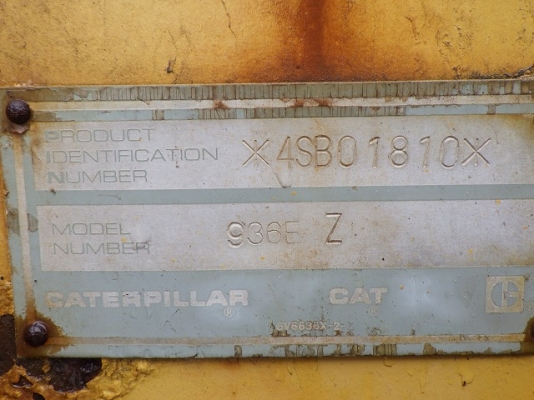 PRODUCT
IDENTIFICATION
NUMBER
*4SB01810*
MODEL
NUMBER
936E Z
CATERPILLAR ® CAT C